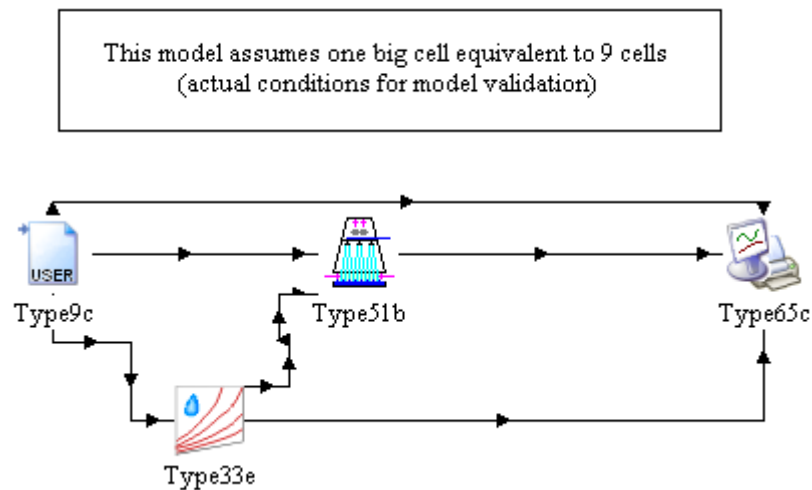 This model assumes one big cell equivalent to 9 cells
(actual conditions for model validation)
USER
Type9c
Type51b
Type65c
Type33e